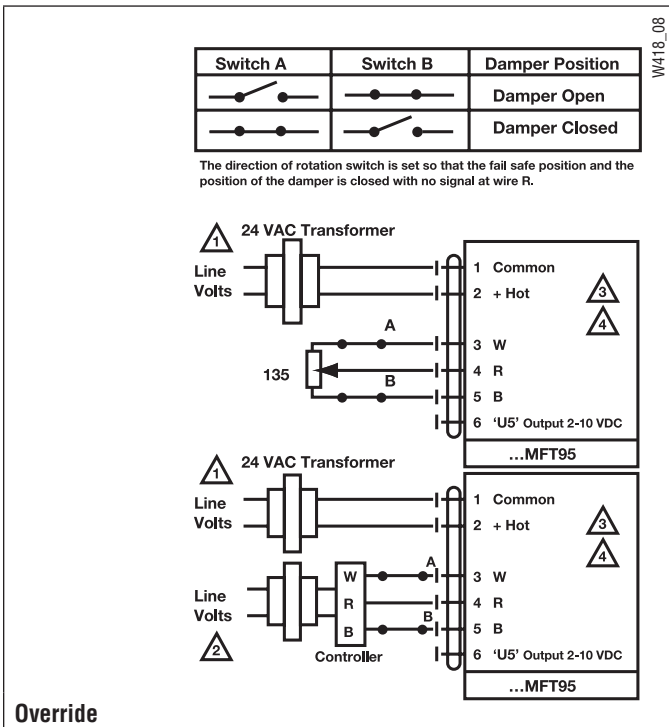 W418_08
Switch A Switch B Damper Position
Damper Open
Damper Closed
The direction of rotation switch is set so that the fail safe position and the
position of the damper is closed with no signal at wire R.
1 24 VAC Transformer
Line
Volts
1 Common
2 + Hot
3
4
A
3 W
135
4 R
B
5 B
6 'U5' Output 2-10 VDC
...MFT95
1 24 VAC Transformer
Line
Volts
1 Common
2 + Hot
3
4
Line
Volts
2
W
R
B
Controller
A
B
3 W
4 R
5 B
6 'U5' Output 2-10 VDC
...MFT95
Override